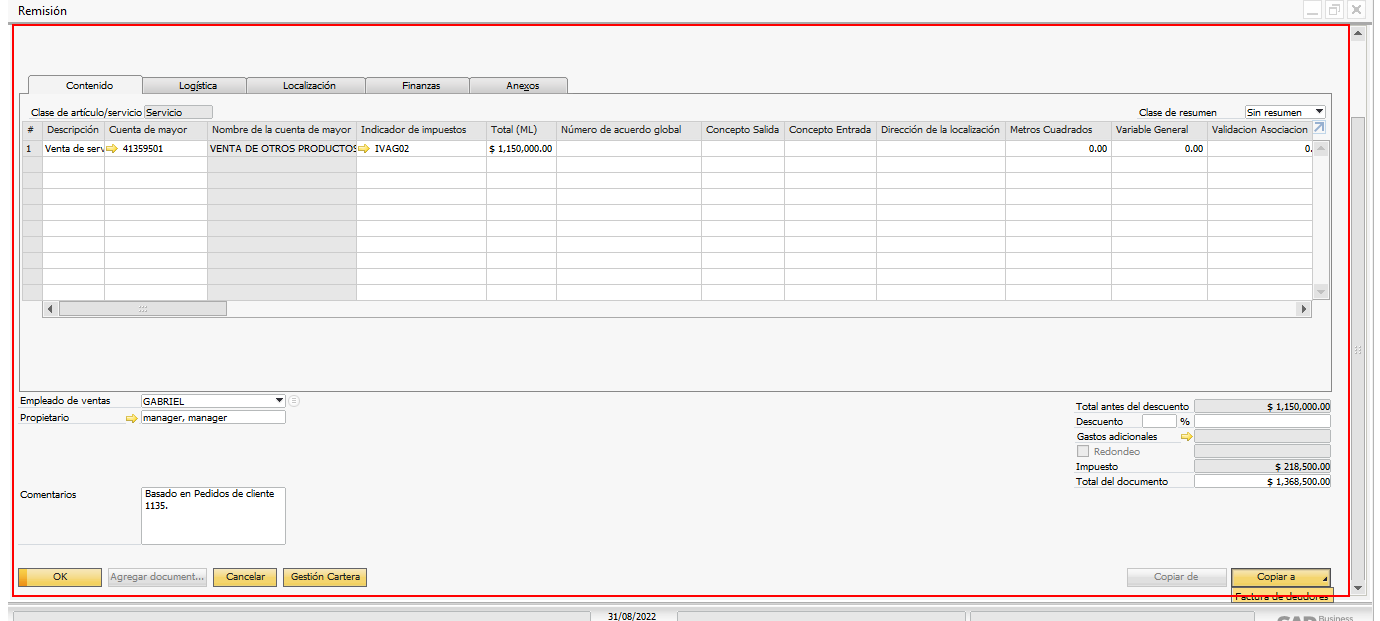 Remisión
Contenido Logística Localización Finanzas Anexos
Clase de artículo/servicio Servicio Clase de resumen Sin resumen
# Descripción Cuenta de mayor Nombre de la cuenta de mayor Indicador de impuestos Total (ML) Número de acuerdo global Concepto Salida Concepto Entrada Dirección de la localización Metros Cuadrados Variable General Validacion Asociacion
1 Venta de serv 41359501 VENTA DE OTROS PRODUCTOS IVAG02 $ 1,150,000.00 0.00 0.00 0.
Empleado de ventas GABRIEL
Propietario manager, manager
Total antes del descuento $ 1,150,000.00
Descuento %
Gastos adicionales
Redondeo
Impuesto $ 218,500.00
Total del documento $ 1,368,500.00
Comentarios Basado en Pedidos de cliente
1135.
OK Agregar document... Cancelar Gestión Cartera Copiar de Copiar a
Factura de deudores
31/08/2022
SAP Business